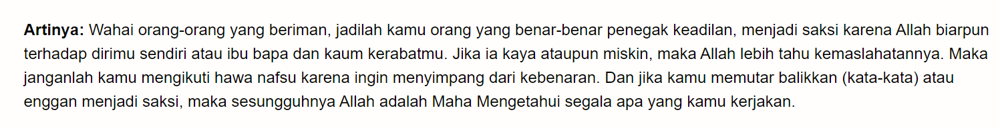 Artinya: Wahai orang-orang yang beriman, jadilah kamu orang yang benar-benar penegak keadilan, menjadi saksi karena Allah biarpun
terhadap dirimu sendiri atau ibu bapa dan kaum kerabatmu. Jika ia kaya ataupun miskin, maka Allah lebih tahu kemaslahatannya. Maka
janganlah kamu mengikuti hawa nafsu karena ingin menyimpang dari kebenaran. Dan jika kamu memutar balikkan (kata-kata) atau
enggan menjadi saksi, maka sesungguhnya Allah adalah Maha Mengetahui segala apa yang kamu kerjakan.